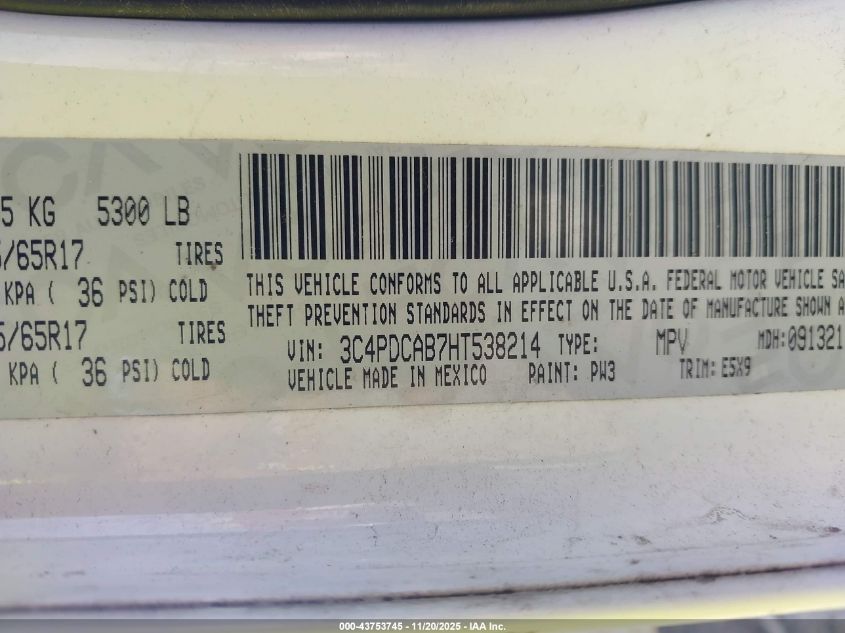 5 KG 5300 LB
5/65R17 TIRES
KPA ( 36 PSI) COLD
5/65R17 TIRES
KPA ( 36 PSI) COLD
THIS VEHICLE CONFORMS TO ALL APPLICABLE U.S.A. FEDERAL MOTOR VEHICLE SA
THEFT PREVENTION STANDARDS IN EFFECT ON THE DATE OF MANUFACTURE SHOWN A
VIN: 3C4PDCAB7HT538214 TYPE: MPV MDH:091321
VEHICLE MADE IN MEXICO PAINT: PW3 TRIM: E5X9
000-43753745 - 11/20/2025 - IAA Inc.